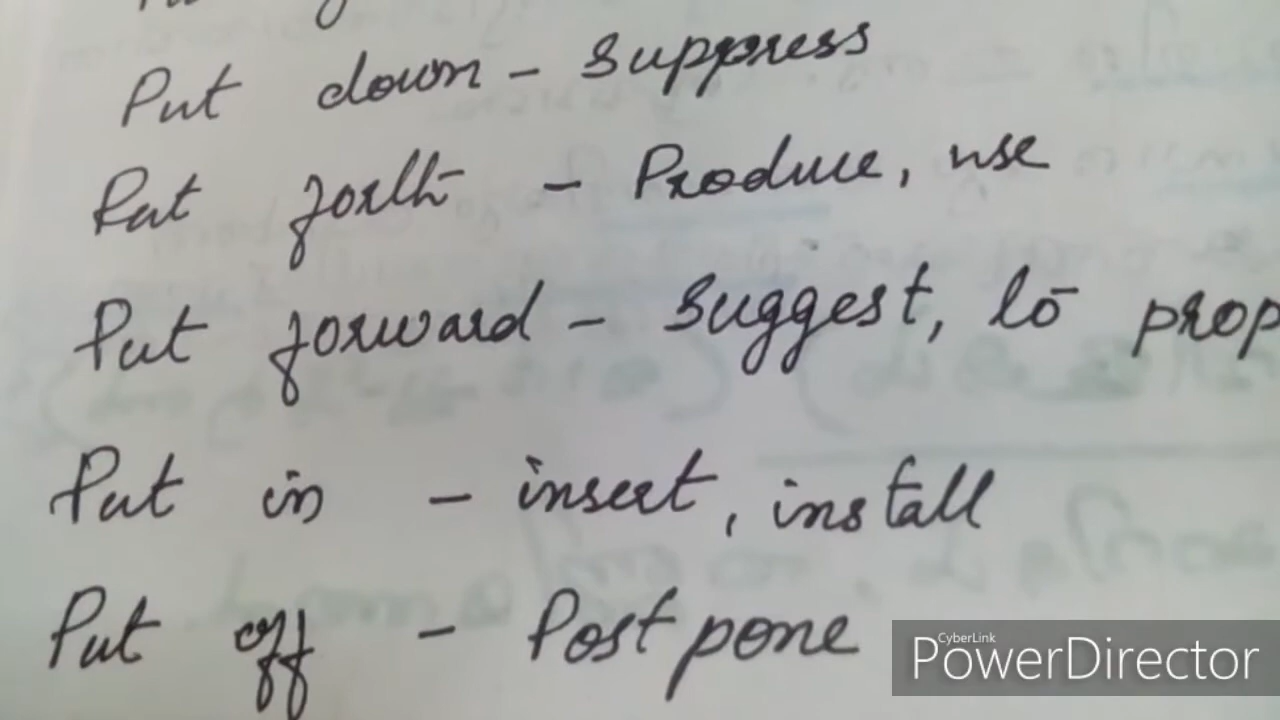 Put down - suppress
Put forth - Produce, use
Put forward - suggest, to prop
Put in - insert, install
Put off - Postpone
CyberLink
PowerDirector